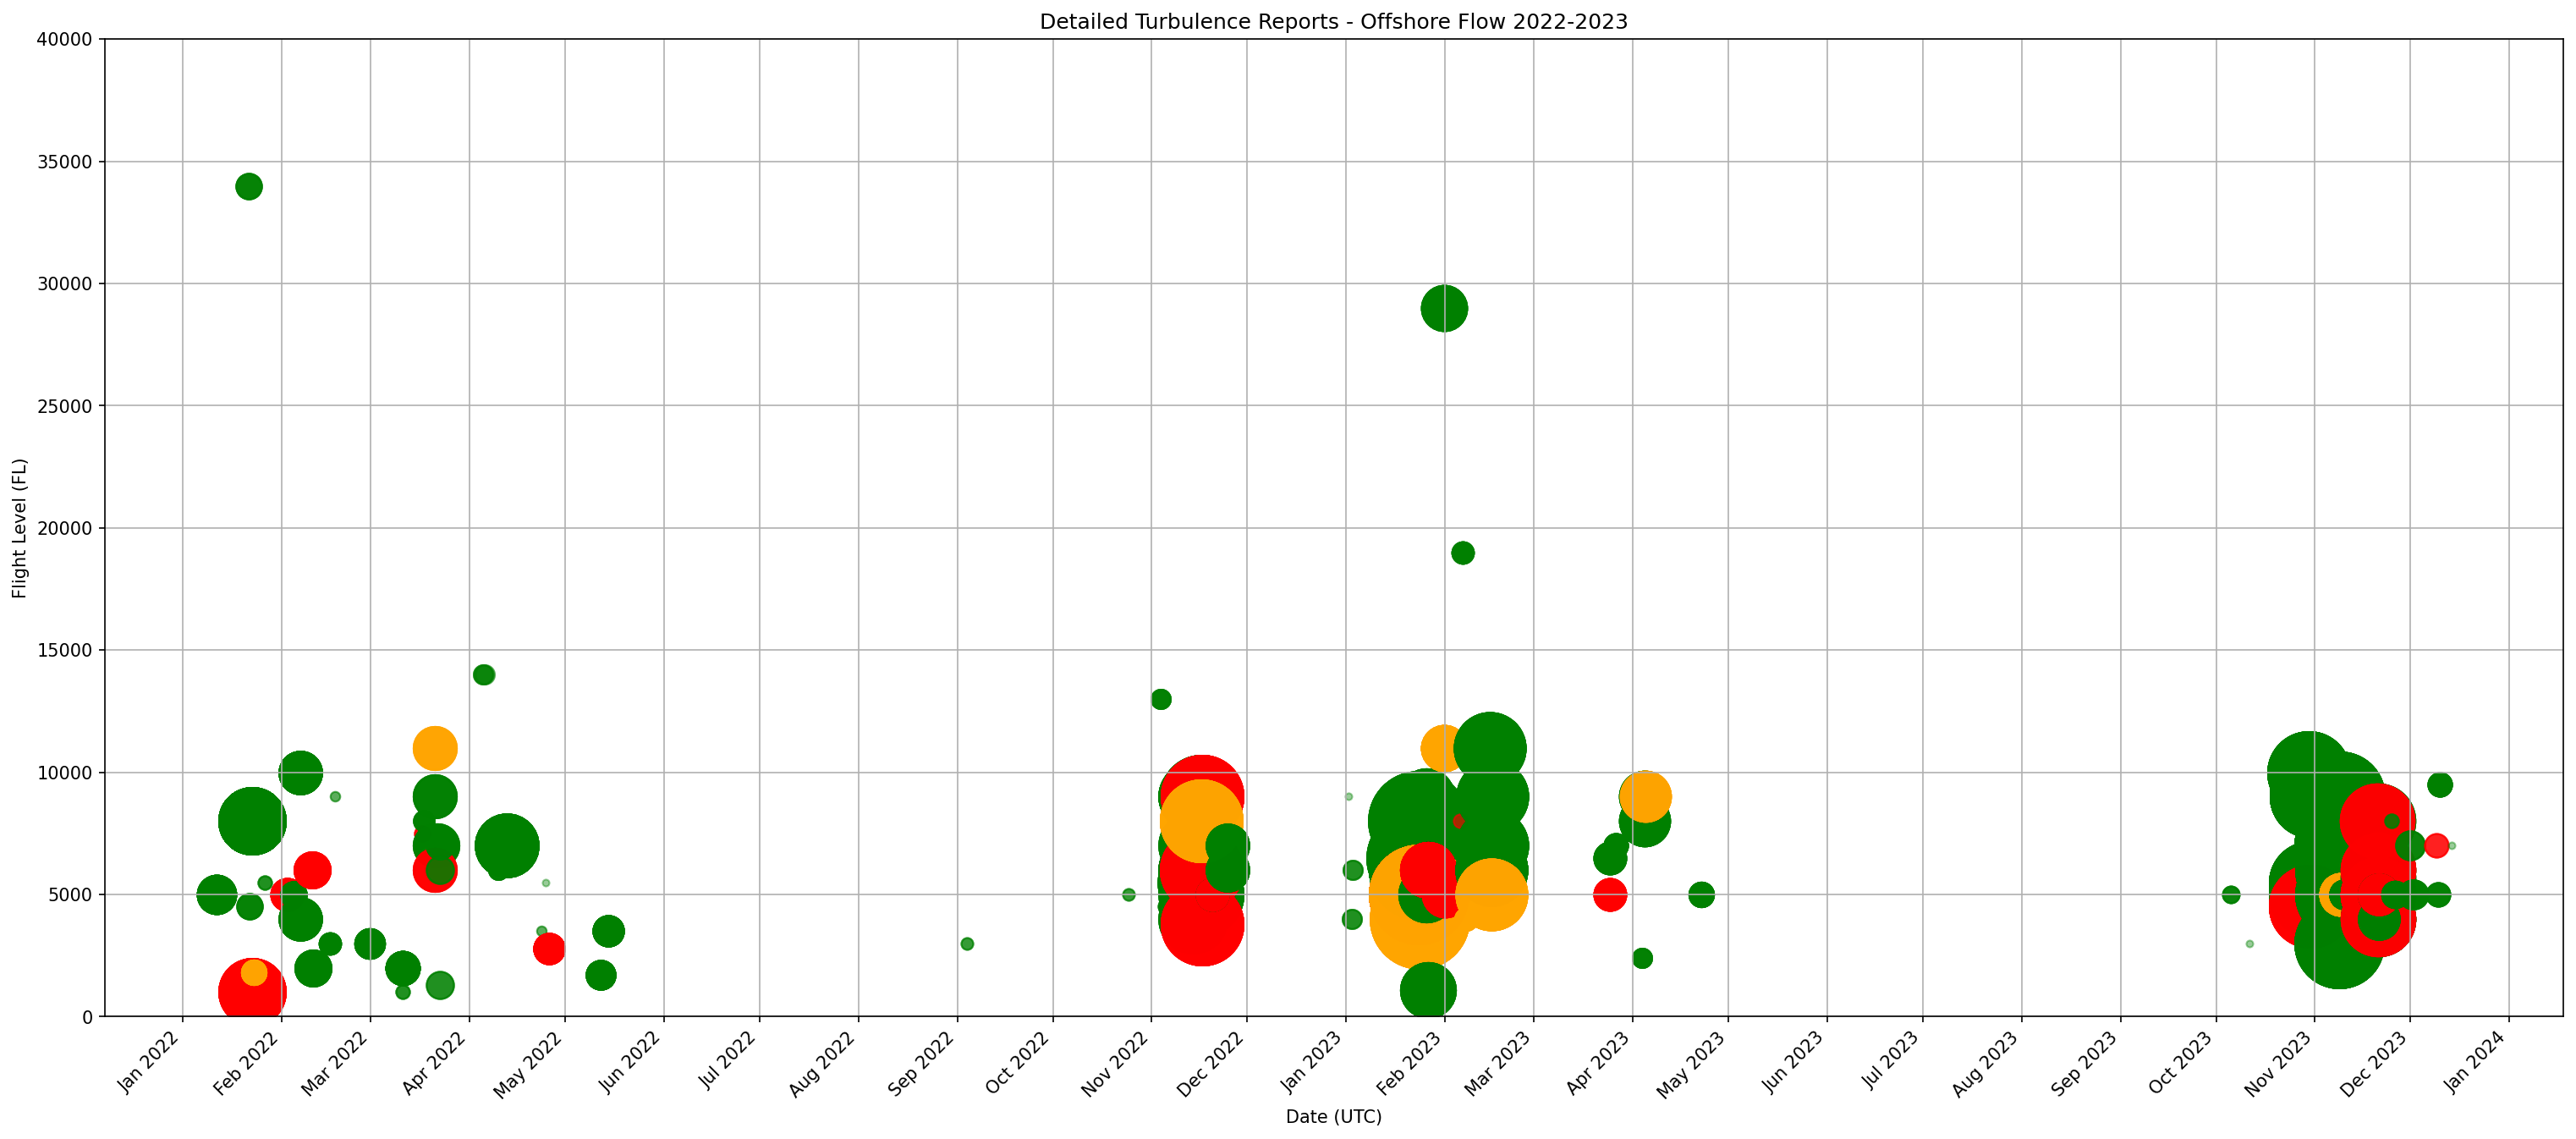 Detailed Turbulence Reports - Offshore Flow 2022-2023
40000
35000
30000
25000
20000
15000
10000
5000
0
Flight Level (FL)
Jan 2022
Feb 2022
Mar 2022
Apr 2022
May 2022
Jun 2022
Jul 2022
Aug 2022
Sep 2022
Oct 2022
Nov 2022
Dec 2022
Jan 2023
Feb 2023
Mar 2023
Apr 2023
May 2023
Jun 2023
Jul 2023
Aug 2023
Sep 2023
Oct 2023
Nov 2023
Dec 2023
Jan 2024
Date (UTC)